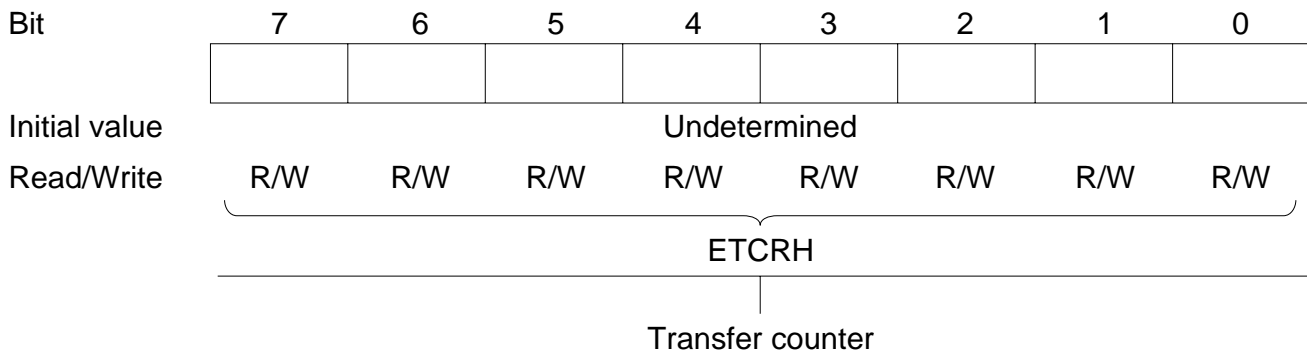 Bit 7 6 5 4 3 2 1 0
Initial value Undetermined
Read/Write R/W R/W R/W R/W R/W R/W R/W R/W
ETCRH
Transfer counter